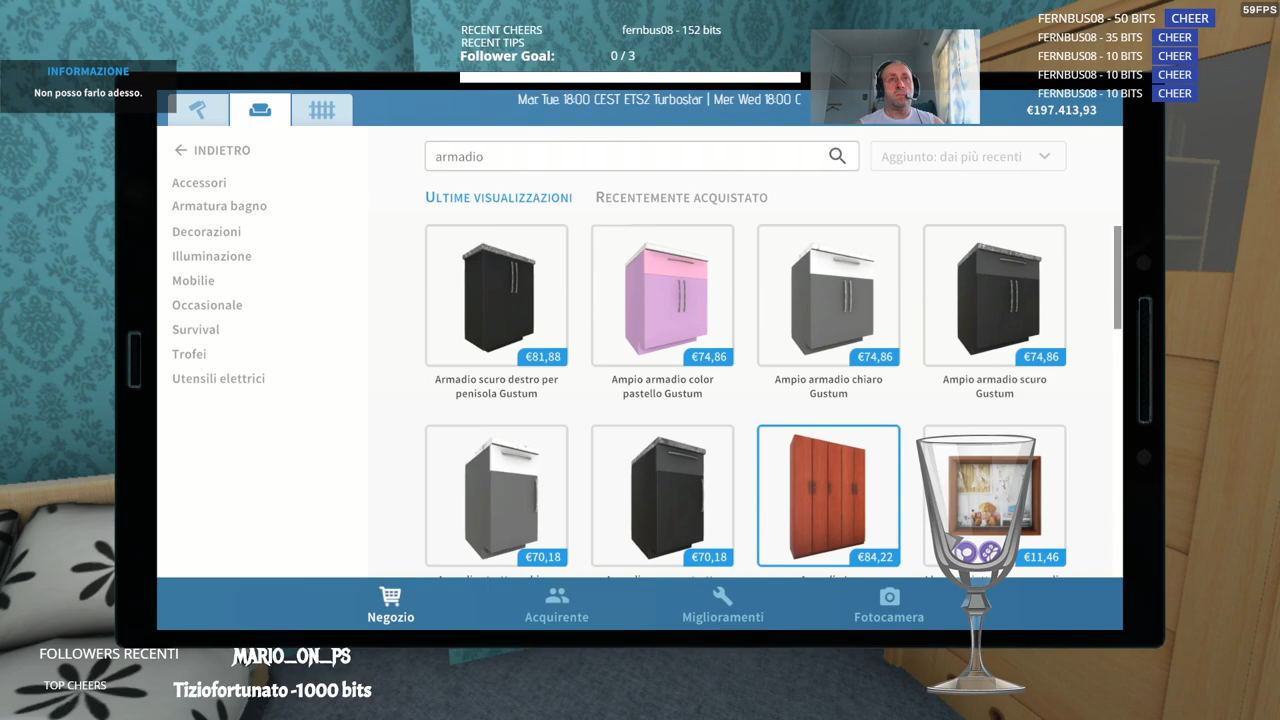 59FPS
RECENT CHEERS fernbus08 - 152 bits
RECENT TIPS
Follower Goal: 0 / 3
FERNBUS08 - 50 BITS CHEER
FERNBUS08 - 35 BITS CHEER
FERNBUS08 - 10 BITS CHEER
FERNBUS08 - 10 BITS CHEER
FERNBUS08 - 10 BITS CHEER
INFORMAZIONE
Non posso farlo adesso.
Mar. Tue. 18:00 CEST ETS2 Turbostar | Mer. Wed 18:00 C
€197.413,93
INDIETRO
Accessori
Armatura bagno
Decorazioni
Illuminazione
Mobilie
Occasionale
Survival
Trofei
Utensili elettrici
armadio
Aggiunto: dai più recenti
ULTIME VISUALIZZAZIONI RECENTEMENTE ACQUISTATO
€81,88 €74,86 €74,86 €74,86
Armadio scuro destro per
penisola Gustum
Ampio armadio color
pastello Gustum
Ampio armadio chiaro
Gustum
Ampio armadio scuro
Gustum
€70,18 €70,18 €84,22 €11,46
Negozio Acquirente Miglioramenti Fotocamera
FOLLOWERS RECENTI MARIO_ON_PS
TOP CHEERS Tiziofortunato -1000 bits